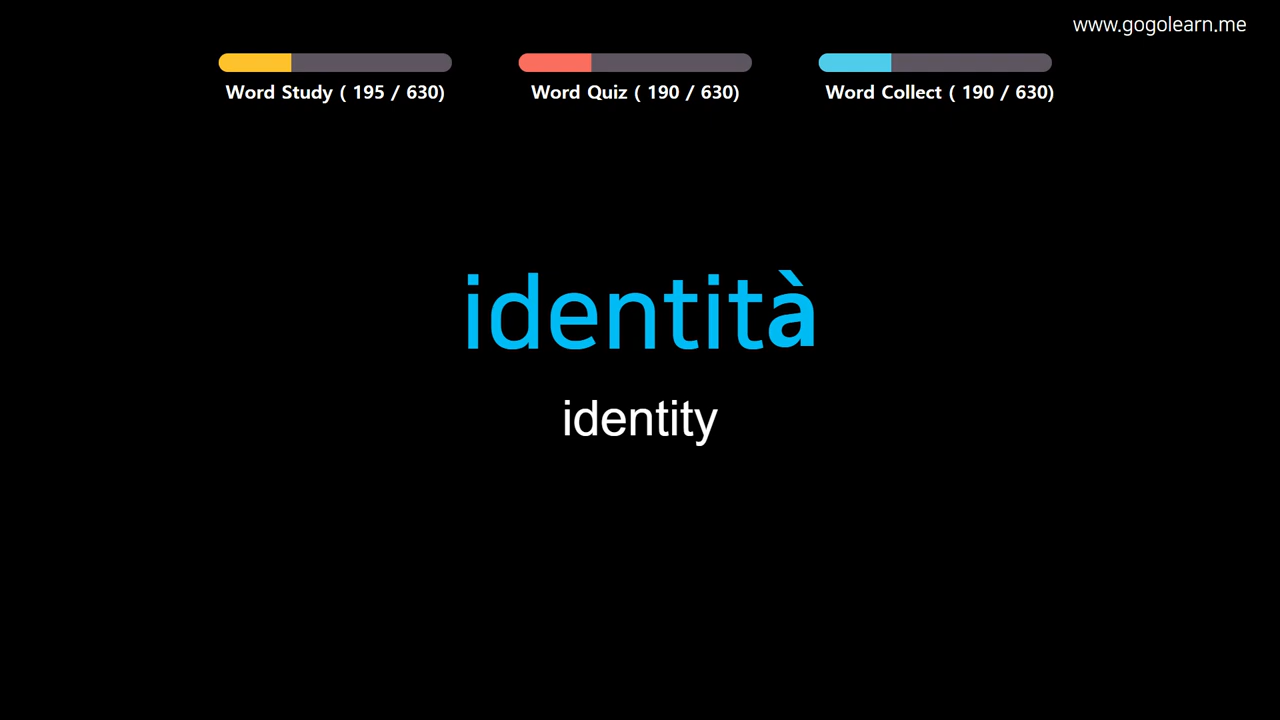 www.gogolearn.me
Word Study ( 195 / 630)
Word Quiz ( 190 / 630)
Word Collect ( 190 / 630)
identità
identity